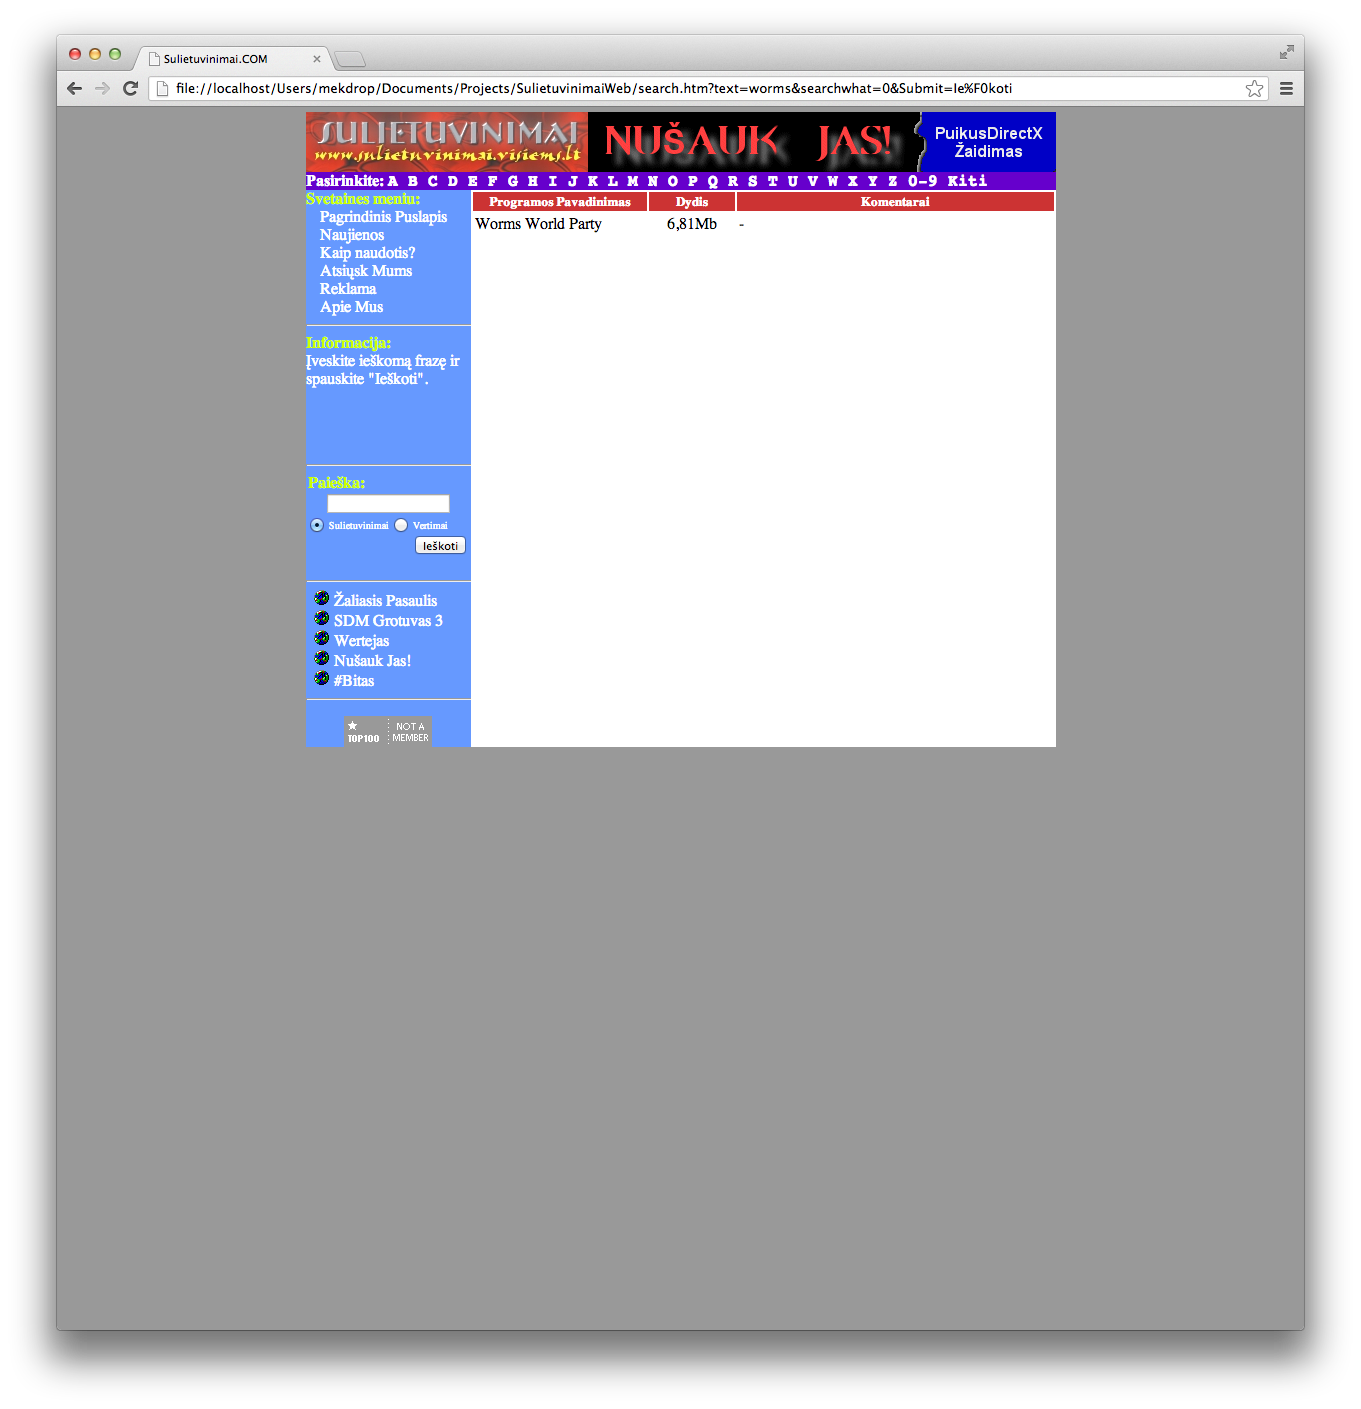 Sulietuvinimai.COM
file://localhost/Users/mekdrop/Documents/Projects/SulietuvinimaiWeb/search.htm?text=worms&searchwhat=0&Submit=Ie%F0koti
SULIETUVINIMAI
www.sulietuvinimai.visiems.lt
NUŠAUK JAS!
PuikusDirectX
Žaidimas
Pasirinkite: A B C D E F G H I J K L M N O P Q R S T U V W X Y Z 0-9 Kiti
Svetaines meniu:
Pagrindinis Puslapis
Naujienos
Kaip naudotis?
Atsiųsk Mums
Reklama
Apie Mus
Informacija:
Įveskite ieškomą frazę ir
spauskite "Ieškoti".
Paieška:
Sulietuvinimai Vertimai
Ieškoti
Žaliasis Pasaulis
SDM Grotuvas 3
Wertejas
Nušauk Jas!
#Bitas
TOP100
NOT A
MEMBER
Programos Pavadinimas Dydis Komentarai
Worms World Party 6,81Mb -